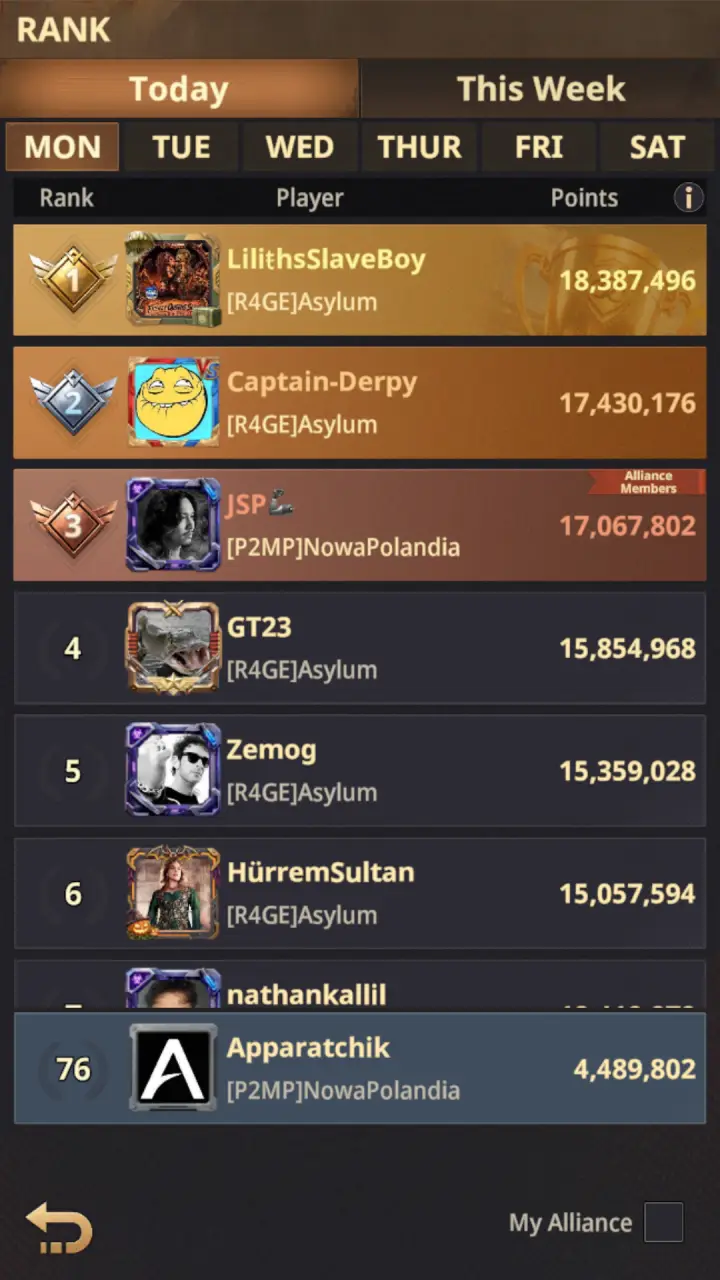 RANK
Today This Week
MON TUE WED THUR FRI SAT
Rank Player Points
1 LilithsSlaveBoy 18,387,496
[R4GE]Asylum
2 Captain-Derpy 17,430,176
[R4GE]Asylum
Alliance
Members
3 JSP 17,067,802
[P2MP]NowaPolandia
4 GT23 15,854,968
[R4GE]Asylum
5 Zemog 15,359,028
[R4GE]Asylum
6 HürremSultan 15,057,594
[R4GE]Asylum
nathankallil
76 Apparatchik 4,489,802
[P2MP]NowaPolandia
My Alliance